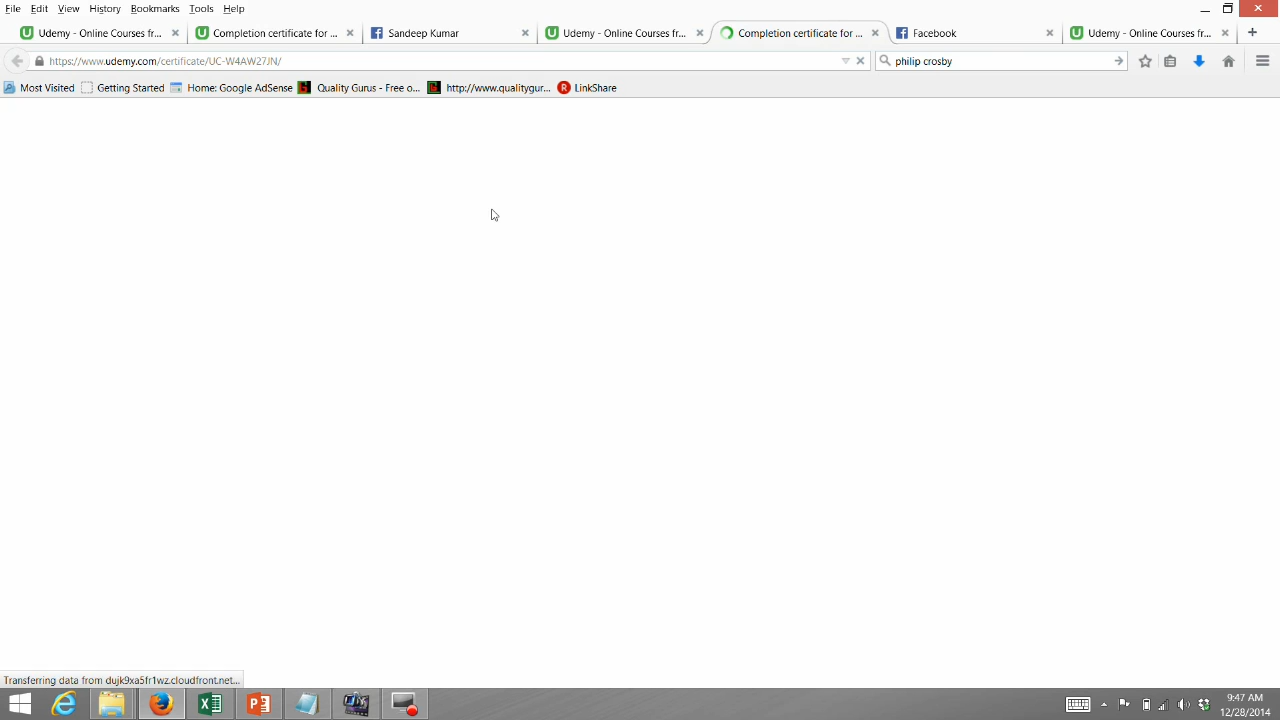 File Edit View History Bookmarks Tools Help
Udemy - Online Courses fr... Completion certificate for ... Sandeep Kumar Udemy - Online Courses fr... Completion certificate for ... Facebook Udemy - Online Courses fr...
https://www.udemy.com/certificate/UC-W4AW27JN/ philip crosby
Most Visited Getting Started Home: Google AdSense Quality Gurus - Free o... http://www.qualitygur... LinkShare
Transferring data from dujk9xa5fr1wz.cloudfront.net...
9:47 AM
12/28/2014